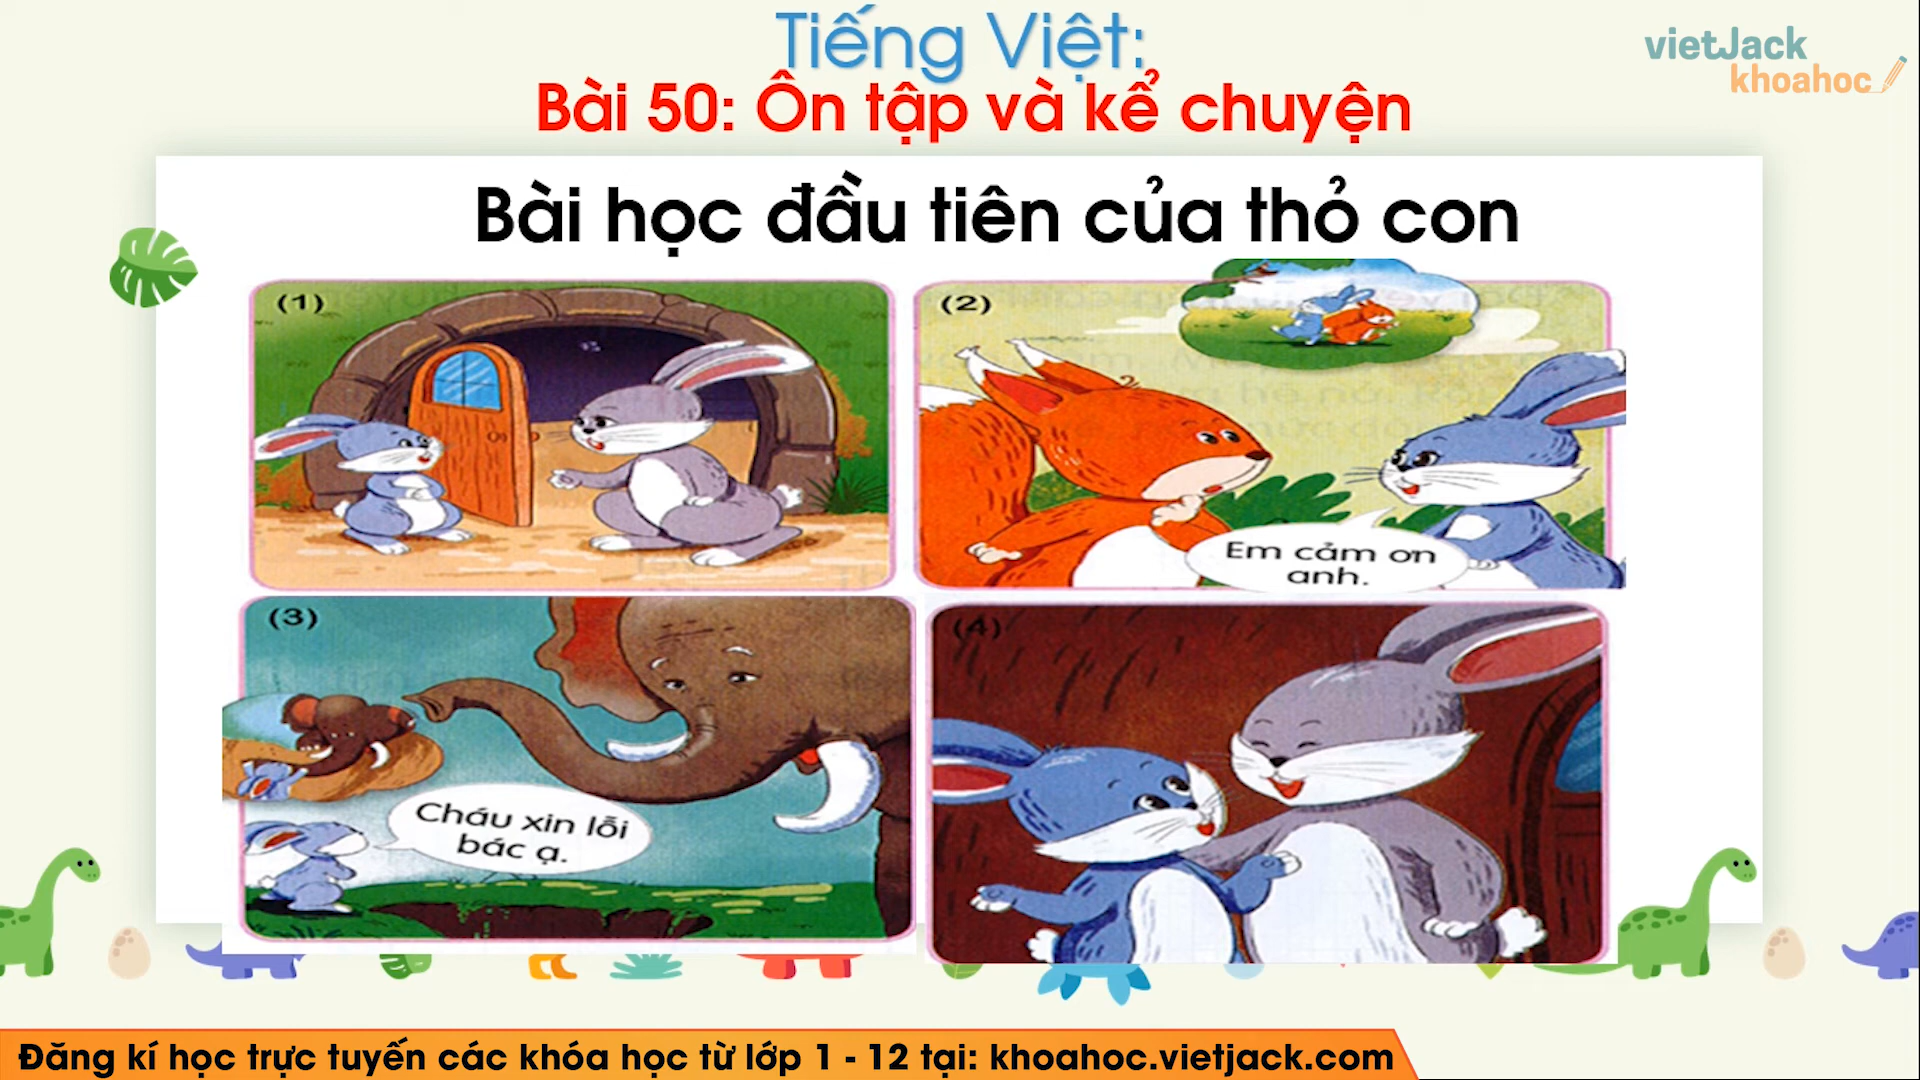 Tiếng Việt:
vietJack
khoahoc
Bài 50: Ôn tập và kể chuyện
Bài học đầu tiên của thỏ con
(1)
(2)
Em cảm ơn
anh.
(3)
Cháu xin lỗi
bác ạ.
(4)
Đăng kí học trực tuyến các khóa học từ lớp 1 - 12 tại: khoahoc.vietjack.com